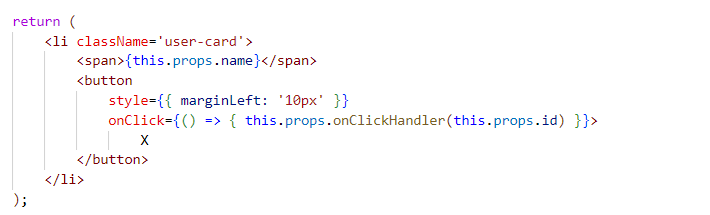 return (
    <li className='user-card'>
        <span>{this.props.name}</span>
        <button
            style={{ marginLeft: '10px' }}
            onClick={() => { this.props.onClickHandler(this.props.id) }}>
                X
        </button>
    </li>
);